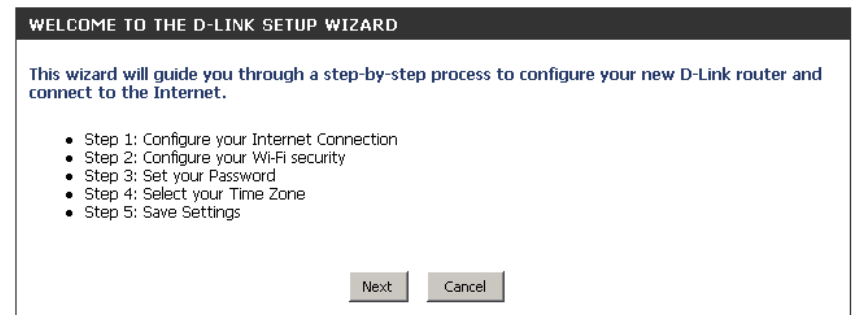 WELCOME TO THE D-LINK SETUP WIZARD
This wizard will guide you through a step-by-step process to configure your new D-Link router and
connect to the Internet.
• Step 1: Configure your Internet Connection
• Step 2: Configure your Wi-Fi security
• Step 3: Set your Password
• Step 4: Select your Time Zone
• Step 5: Save Settings
Next Cancel